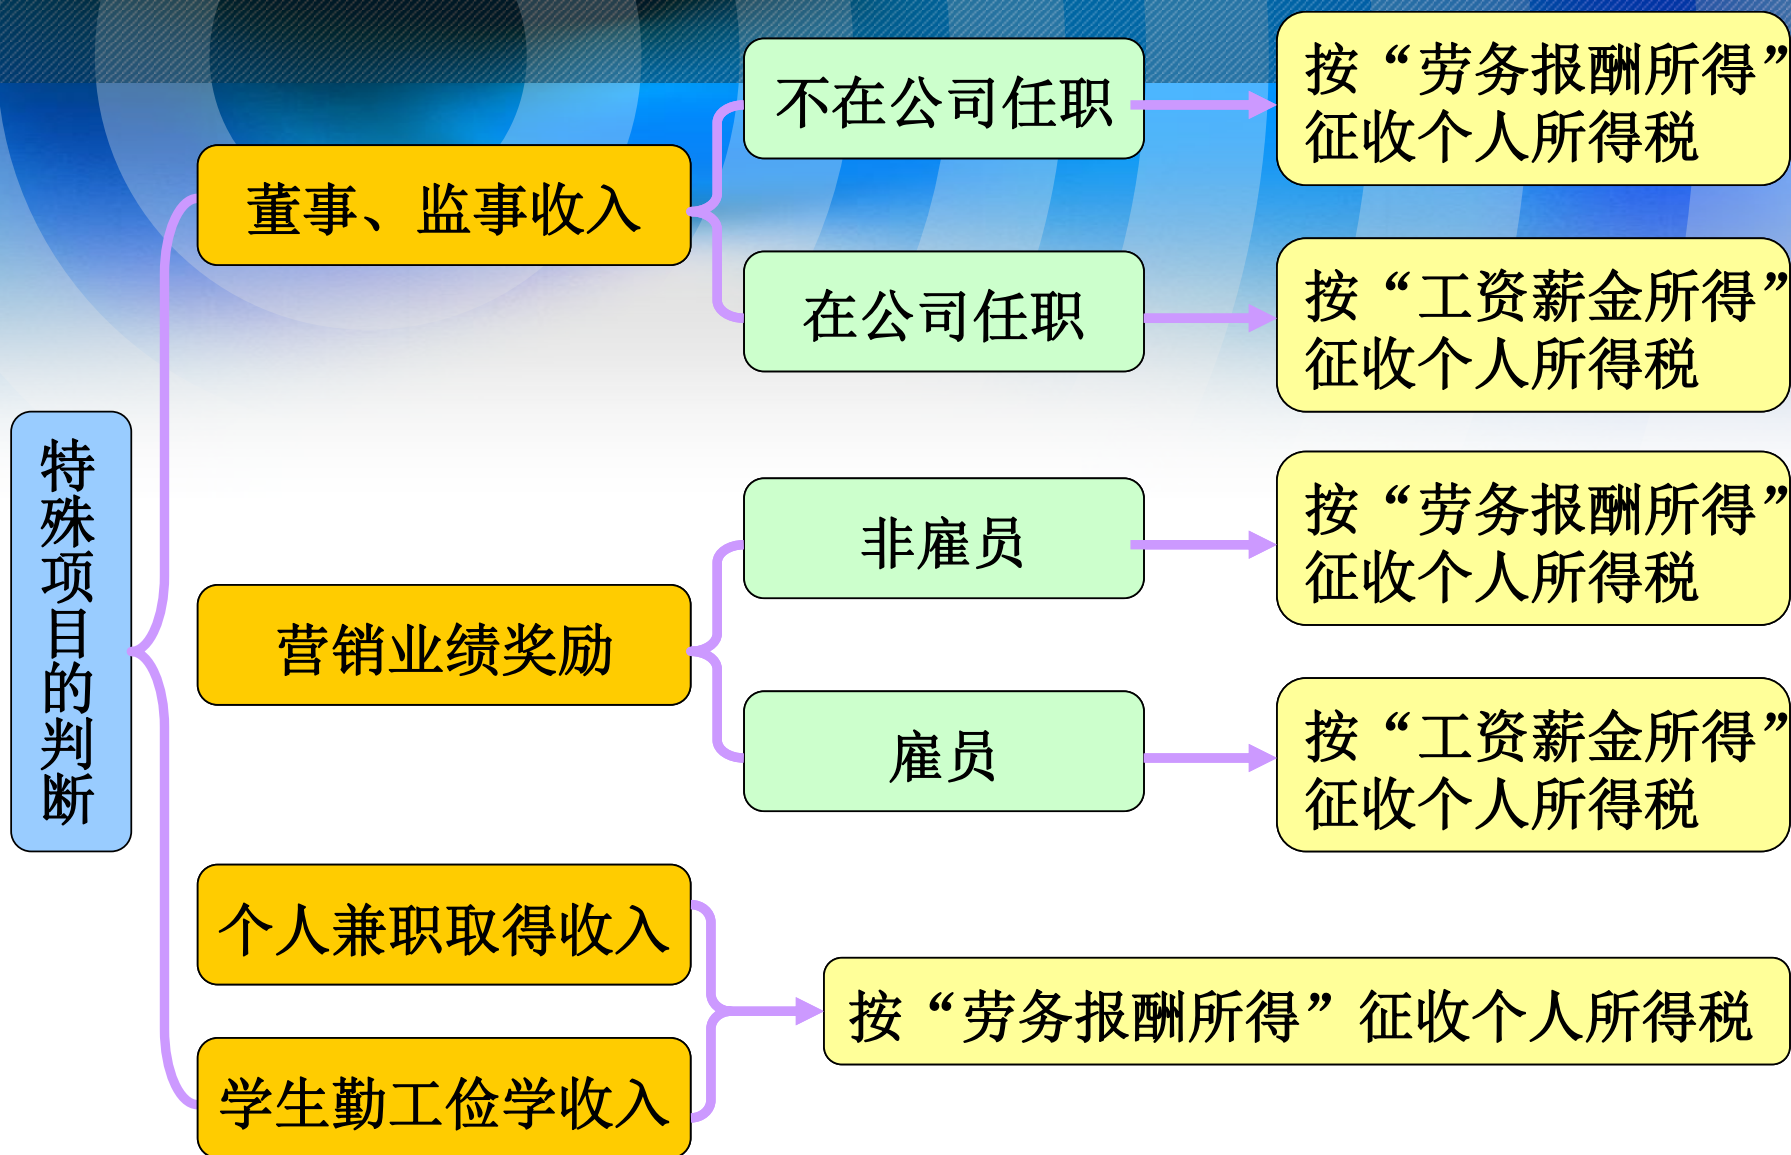 特殊项目的判断
董事、监事收入
不在公司任职
按“劳务报酬所得”
征收个人所得税
在公司任职
按“工资薪金所得”
征收个人所得税
营销业绩奖励
非雇员
按“劳务报酬所得”
征收个人所得税
雇员
按“工资薪金所得”
征收个人所得税
个人兼职取得收入
学生勤工俭学收入
按“劳务报酬所得”征收个人所得税